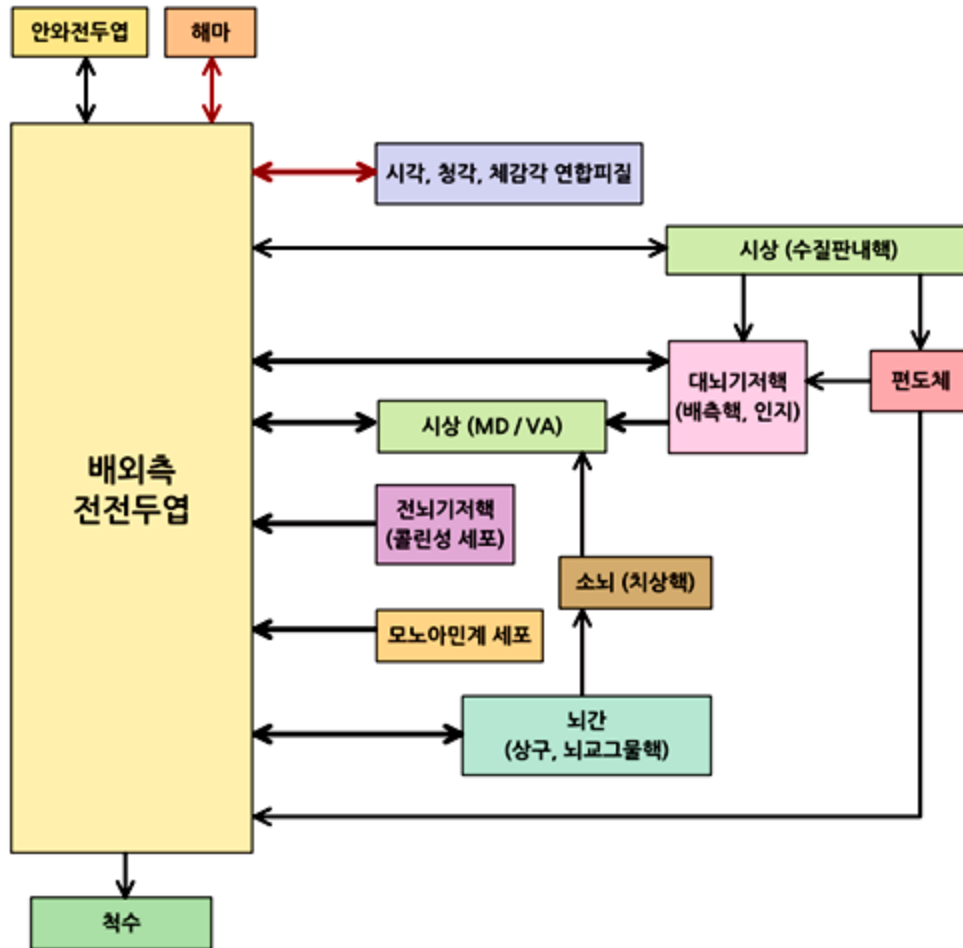 안와전두엽
해마
시각, 청각, 체감각 연합피질
시상 (수질판내핵)
대뇌기저핵
(배측핵, 인지)
편도체
시상 (MD / VA)
배외측
전전두엽
전뇌기저핵
(콜린성 세포)
소뇌 (치상핵)
모노아민계 세포
뇌간
(상구, 뇌교그물핵)
척수